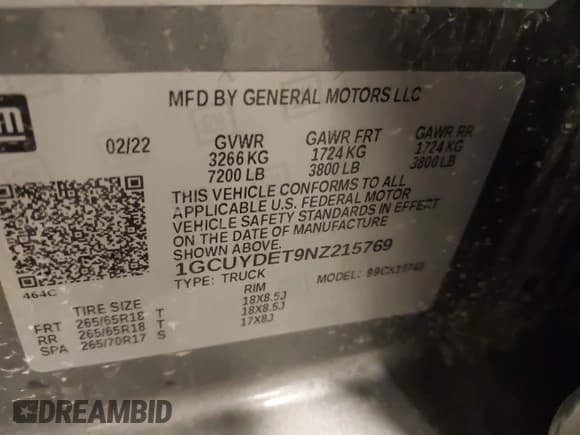 gm
MFD BY GENERAL MOTORS LLC
02/22 GVWR GAWR FRT GAWR RR
3266 KG 1724 KG 1724 KG
7200 LB 3800 LB 3800 LB
THIS VEHICLE CONFORMS TO ALL
APPLICABLE U.S. FEDERAL MOTOR
VEHICLE SAFETY STANDARDS IN EFFECT
ON THE DATE OF MANUFACTURE
SHOWN ABOVE.
1GCUYDET9NZ215769
TYPE: TRUCK MODEL:
464C
TIRE SIZE RIM
FRT 265/65R18 T 18X8.5J
RR 265/65R18 T 18X8.5J
SPA 265/70R17 S 17X8J
DREAMBID